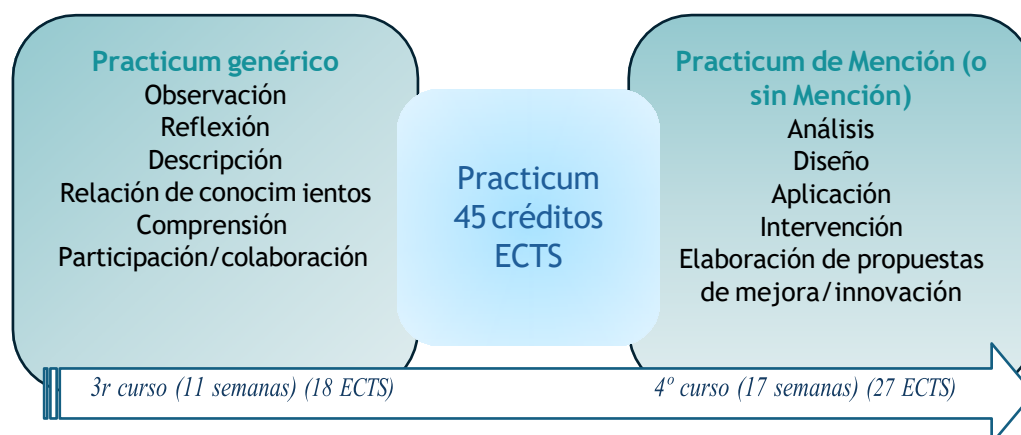 Practicum genérico
Observación
Reflexión
Descripción
Relación de conocim ientos
Comprensión
Participación/colaboración
Practicum
45 créditos
ECTS
Practicum de Mención (o
sin Mención)
Análisis
Diseño
Aplicación
Intervención
Elaboración de propuestas
de mejora/innovación
3r curso (11 semanas) (18 ECTS)
4º curso (17 semanas) (27 ECTS)